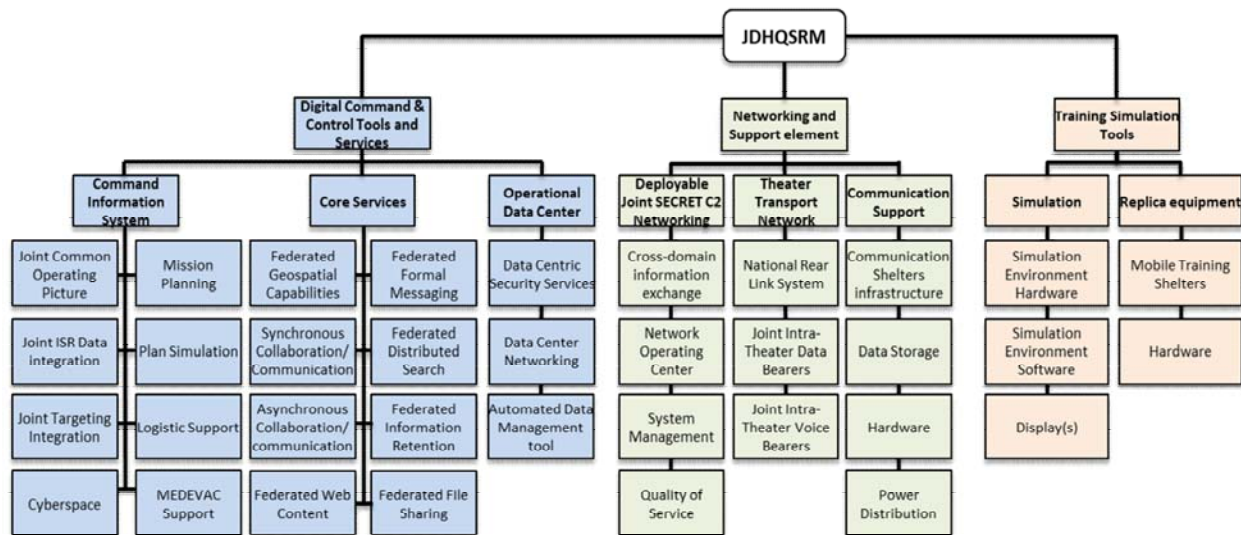 JDHQSRM
Digital Command &
Control Tools and
Services
Networking and
Support element
Training Simulation
Tools
Command
Information
System
Core Services
Operational
Data Center
Deployable
Joint SECRET C2
Networking
Theater
Transport
Network
Communication
Support
Simulation
Replica equipment
Joint Common
Operating
Picture
Mission
Planning
Federated
Geospatial
Capabilities
Federated
Formal
Messaging
Data Centric
Security Services
Cross-domain
information
exchange
National Rear
Link System
Communication
Shelters
infrastructure
Simulation
Environment
Hardware
Mobile Training
Shelters
Joint ISR Data
integration
Plan Simulation
Synchronous
Collaboration/
Communication
Federated
Distributed
Search
Data Center
Networking
Network
Operating
Center
Joint Intra-
Theater Data
Bearers
Data Storage
Simulation
Environment
Software
Hardware
Joint Targeting
Integration
Logistic Support
Asynchronous
Collaboration/
communication
Federated
Information
Retention
Automated Data
Management
tool
System
Management
Joint Intra-
Theater Voice
Bearers
Hardware
Display(s)
Cyberspace
MEDEVAC
Support
Federated Web
Content
Federated File
Sharing
Quality of
Service
Power
Distribution